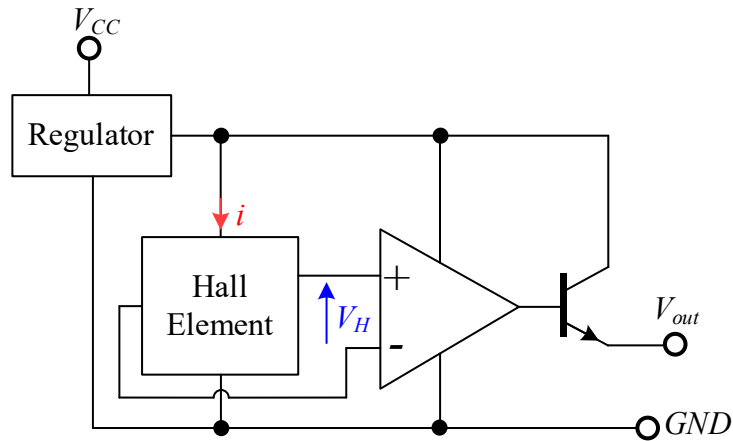 V_CC
Regulator
i
Hall
Element
+
V_H
-
V_out
GND